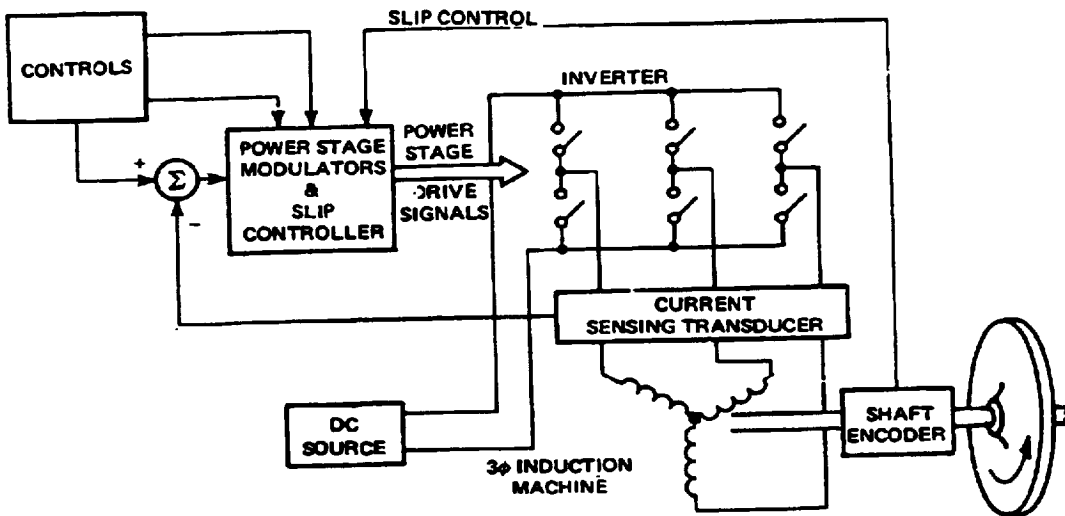 SLIP CONTROL
CONTROLS
INVERTER
POWER STAGE
MODULATORS
&
SLIP
CONTROLLER
POWER
STAGE
DRIVE
SIGNALS
+
Σ
−
CURRENT
SENSING TRANSDUCER
DC
SOURCE
SHAFT
ENCODER
3ϕ INDUCTION
MACHINE